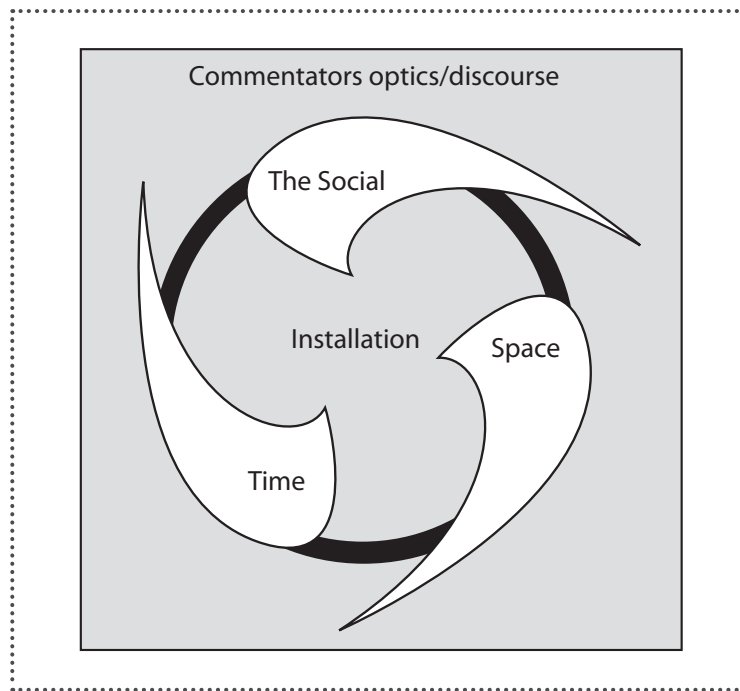 Commentators optics/discourse
The Social
Installation
Space
Time